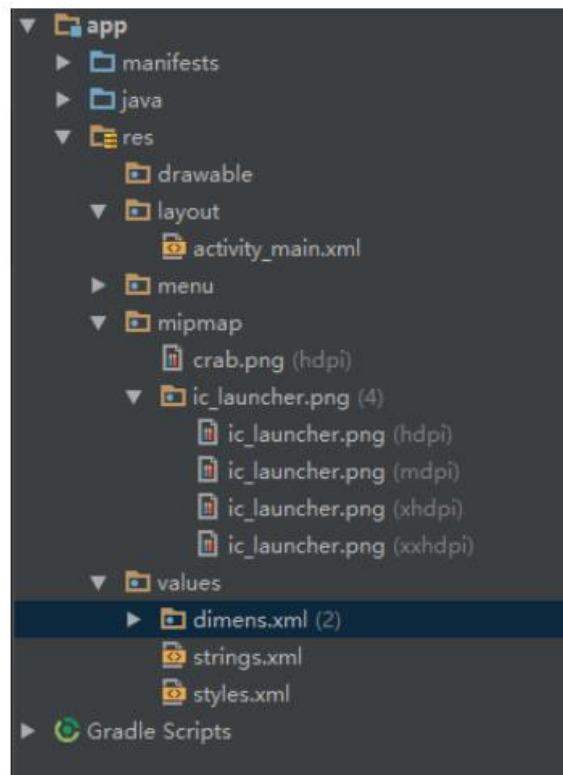 app
manifests
java
res
drawable
layout
activity_main.xml
menu
mipmap
crab.png (hdpi)
ic_launcher.png (4)
ic_launcher.png (hdpi)
ic_launcher.png (mdpi)
ic_launcher.png (xhdpi)
ic_launcher.png (xxhdpi)
values
dimens.xml (2)
strings.xml
styles.xml
Gradle Scripts